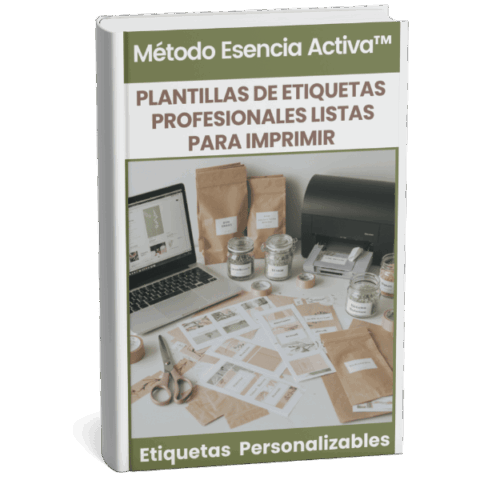 Método Esencia Activa™
PLANTILLAS DE ETIQUETAS
PROFESIONALES LISTAS
PARA IMPRIMIR
Etiquetas Personalizables